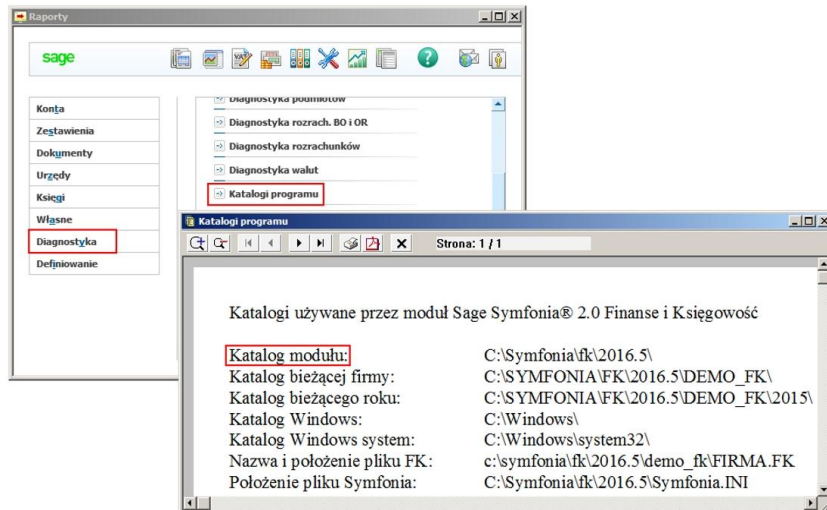 Raporty
sage
VAT
?
Konta
Zestawienia
Dokumenty
Urzędy
Księgi
Własne
Diagnostyka
Definiowanie
Diagnostyka podmiotów
Diagnostyka rozrach. BO i OR
Diagnostyka rozrachunków
Diagnostyka walut
Katalogi programu
Katalogi programu
Strona: 1 / 1
Katalogi używane przez moduł Sage Symfonia® 2.0 Finanse i Księgowość
Katalog modułu: C:\Symfonia\fk\2016.5\
Katalog bieżącej firmy: C:\SYMFONIA\FK\2016.5\DEMO_FK\
Katalog bieżącego roku: C:\SYMFONIA\FK\2016.5\DEMO_FK\2015\
Katalog Windows: C:\Windows\
Katalog Windows system: C:\Windows\system32\
Nazwa i położenie pliku FK: c:\symfonia\fk\2016.5\demo_fk\FIRMA.FK
Położenie pliku Symfonia: C:\Symfonia\fk\2016.5\Symfonia.INI